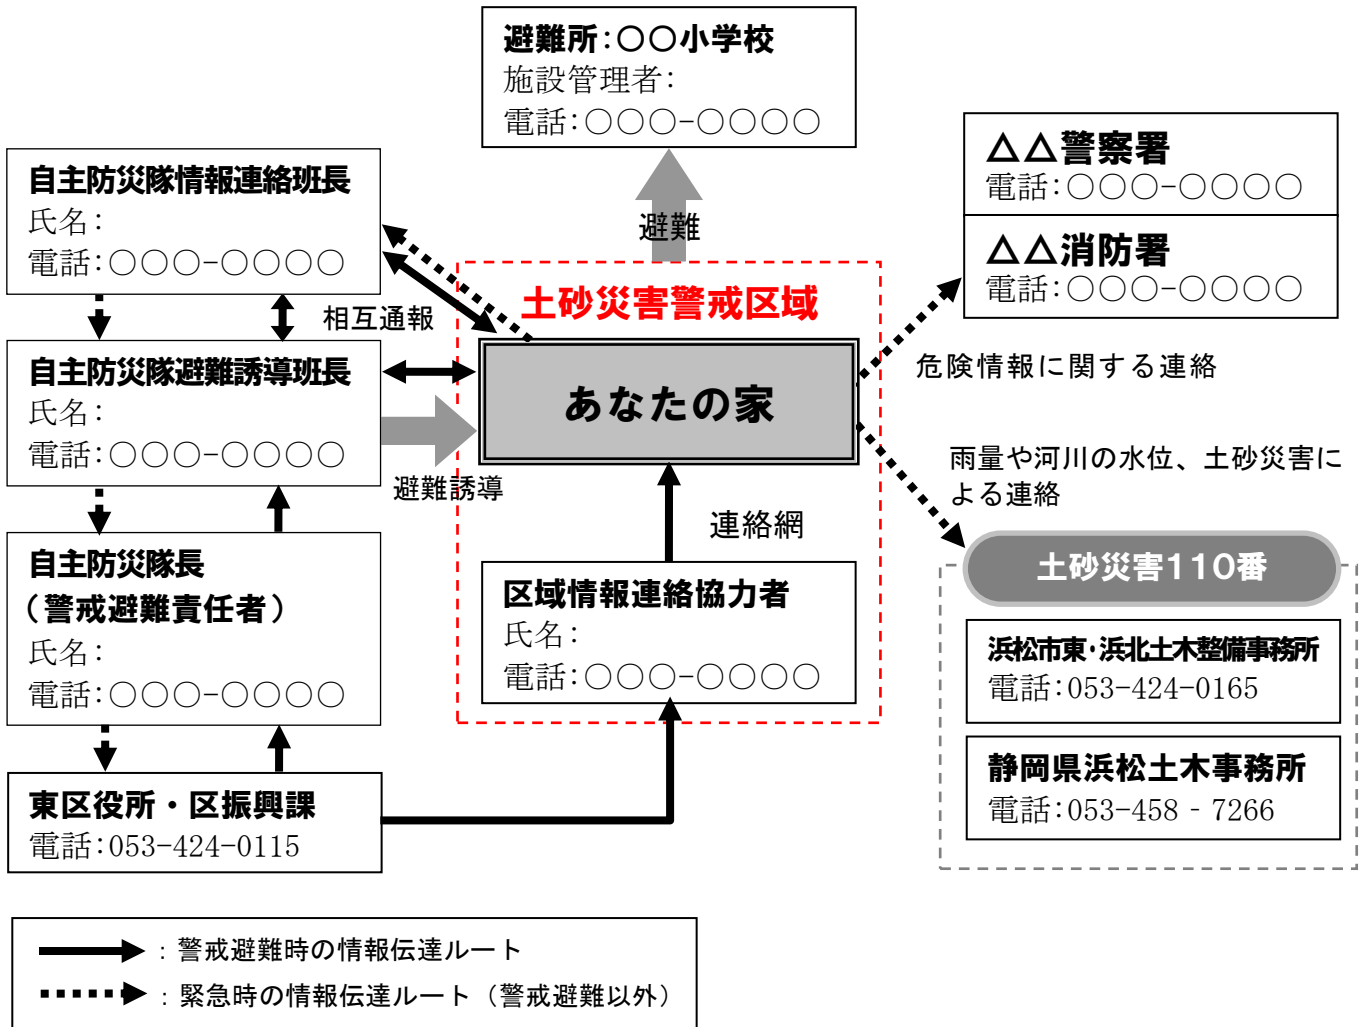 避難所：○○小学校
施設管理者：
電話：○○○−○○○○
△△警察署
電話：○○○−○○○○
△△消防署
電話：○○○−○○○○
自主防災隊情報連絡班長
氏名：
電話：○○○−○○○○
避難
土砂災害警戒区域
相互通報
自主防災隊避難誘導班長
氏名：
電話：○○○−○○○○
あなたの家
危険情報に関する連絡
避難誘導
雨量や河川の水位、土砂災害に
よる連絡
連絡網
自主防災隊長
（警戒避難責任者）
氏名：
電話：○○○−○○○○
区域情報連絡協力者
氏名：
電話：○○○−○○○○
土砂災害110番
浜松市東・浜北土木整備事務所
電話：053−424−0165
静岡県浜松土木事務所
電話：053−458‐7266
東区役所・区振興課
電話：053−424−0115
：警戒避難時の情報伝達ルート
：緊急時の情報伝達ルート（警戒避難以外）